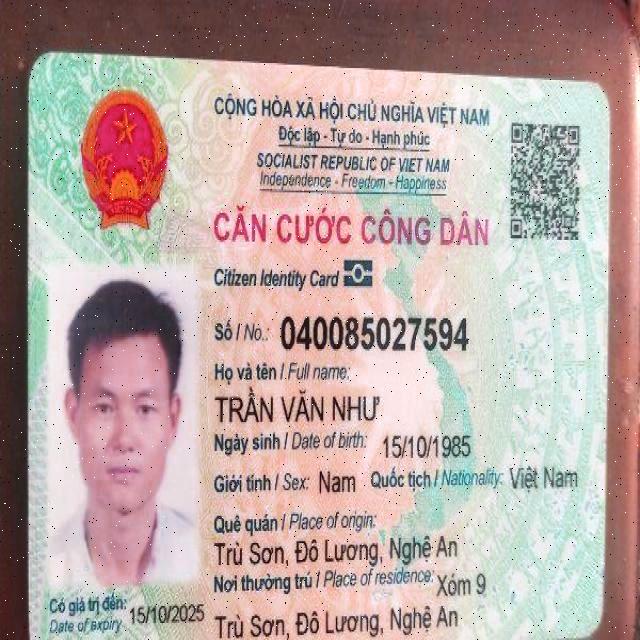 CỘNG HÒA XÃ HỘI CHỦ NGHĨA VIỆT NAM
Độc lập - Tự do - Hạnh phúc
SOCIALIST REPUBLIC OF VIET NAM
Independence - Freedom - Happiness
CĂN CƯỚC CÔNG DÂN
Citizen Identity Card
Số / No.: 040085027594
Họ và tên / Full name:
TRẦN VĂN NHƯ
Ngày sinh / Date of birth: 15/10/1985
Giới tính / Sex: Nam Quốc tịch / Nationality: Việt Nam
Quê quán / Place of origin:
Trù Sơn, Đô Lương, Nghệ An
Nơi thường trú / Place of residence: Xóm 9
Trù Sơn, Đô Lương, Nghệ An
Có giá trị đến: 15/10/2025
Date of expiry